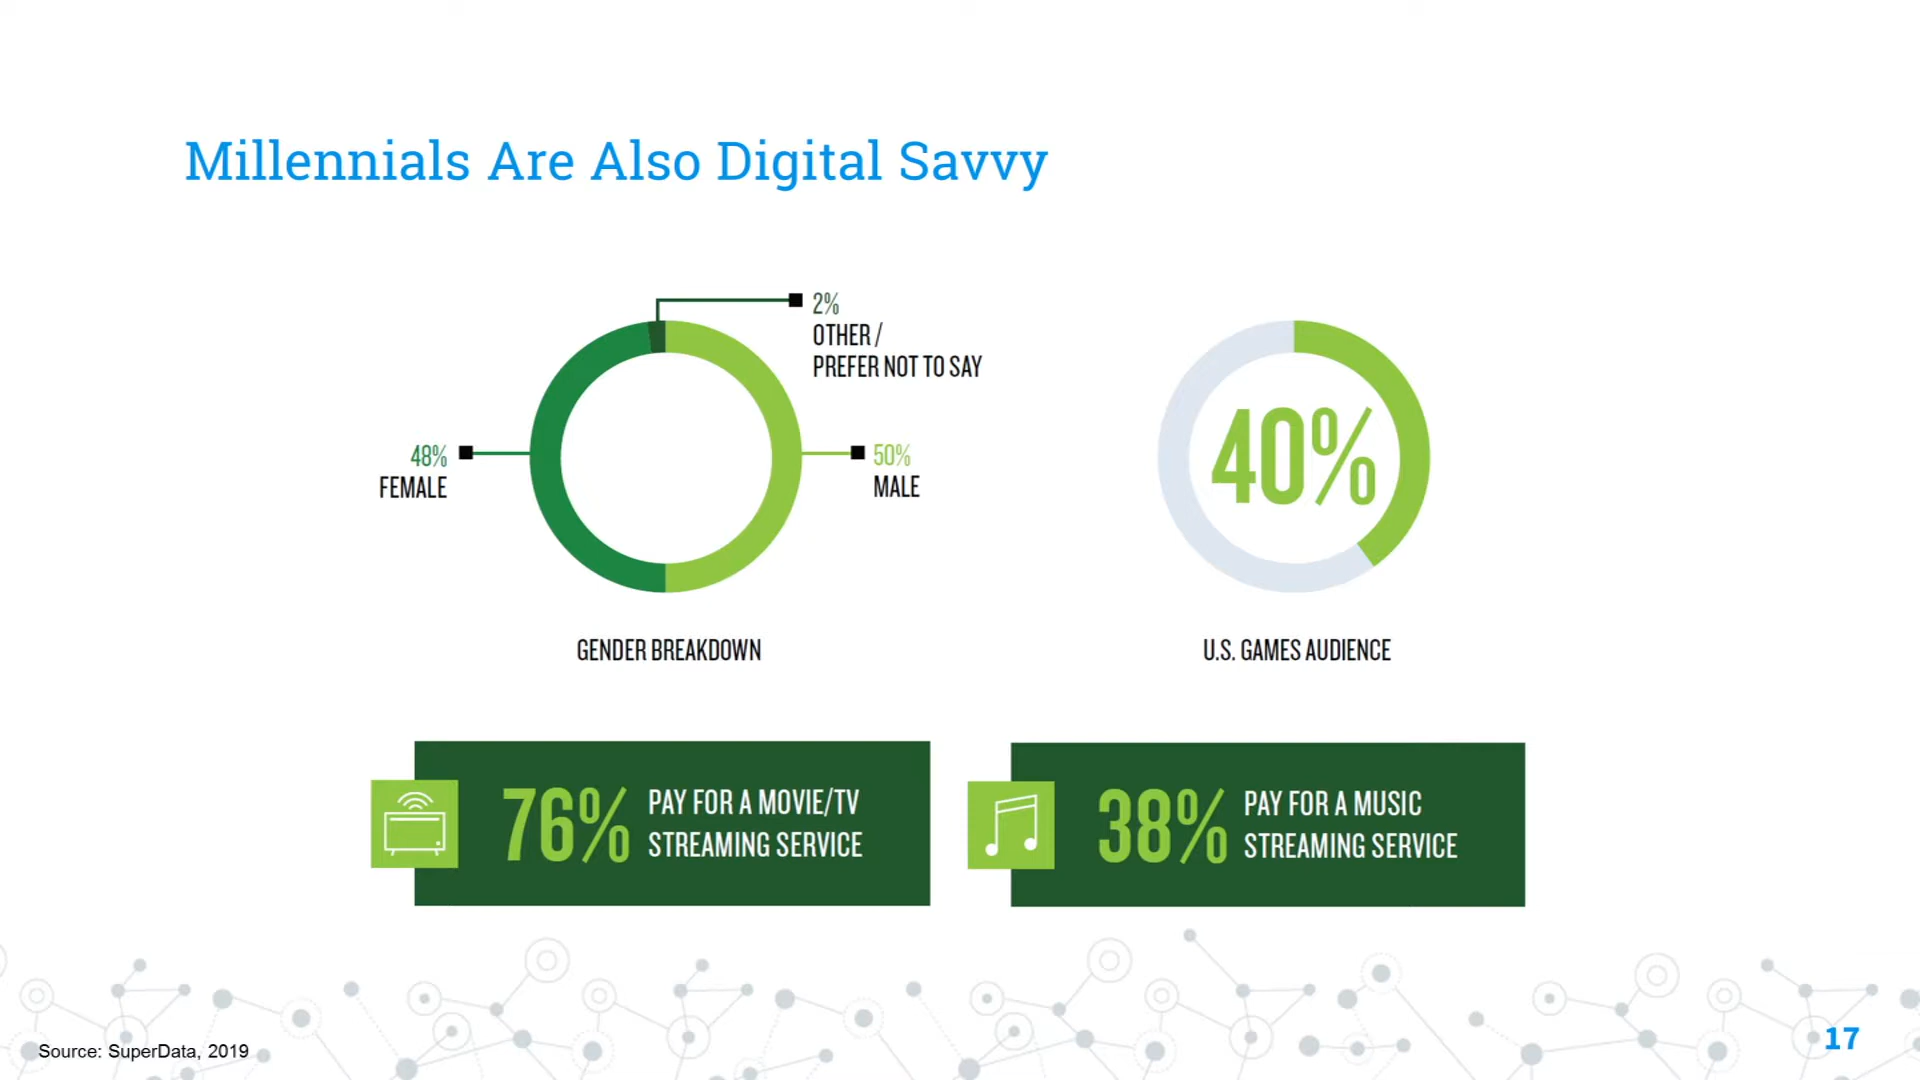 Millennials Are Also Digital Savvy
2%
OTHER /
PREFER NOT TO SAY
48%
FEMALE
50%
MALE
GENDER BREAKDOWN
40%
U.S. GAMES AUDIENCE
76%
PAY FOR A MOVIE/TV
STREAMING SERVICE
38%
PAY FOR A MUSIC
STREAMING SERVICE
Source: SuperData, 2019
17